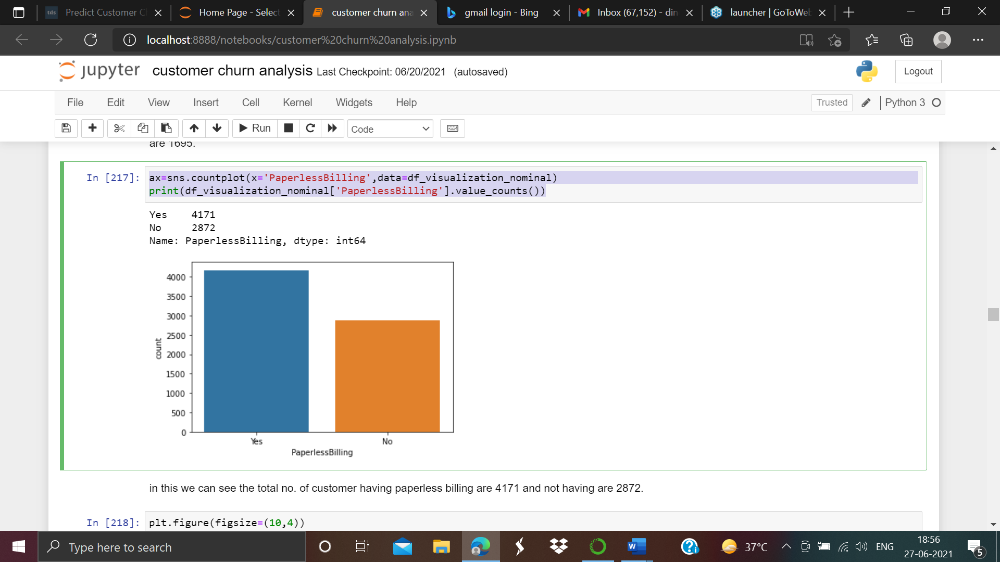 tds Predict Customer C
Home Page - Select
customer churn ana
gmail login - Bing
Inbox (67,152) - din
launcher | GoToWeb
localhost:8888/notebooks/customer%20churn%20analysis.ipynb
jupyter customer churn analysis Last Checkpoint: 06/20/2021 (autosaved)
Logout
File Edit View Insert Cell Kernel Widgets Help
Trusted
Python 3
Run
Code
are 1695.
In [217]: ax=sns.countplot(x='PaperlessBilling',data=df_visualization_nominal)
print(df_visualization_nominal['PaperlessBilling'].value_counts())
Yes 4171
No 2872
Name: PaperlessBilling, dtype: int64
4000
3500
3000
2500
2000
1500
1000
500
0
count
Yes No
PaperlessBilling
in this we can see the total no. of customer having paperless billing are 4171 and not having are 2872.
In [218]: plt.figure(figsize=(10,4))
Type here to search
W
37°C
ENG
18:56
27-06-2021
5